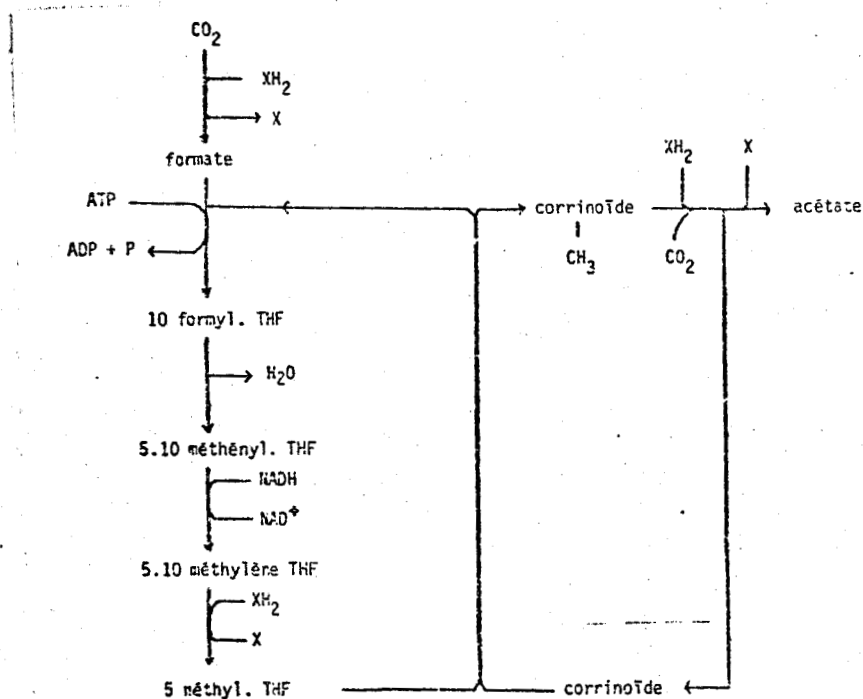 CO2
XH2
X
formate
XH2 X
ATP
corrinoïde acétate
ADP + P
CH3 CO2
10 formyl. THF
H2O
5.10 méthényl. THF
NADH
NAD+
5.10 méthylène THF
XH2
X
5 méthyl. THF corrinoïde